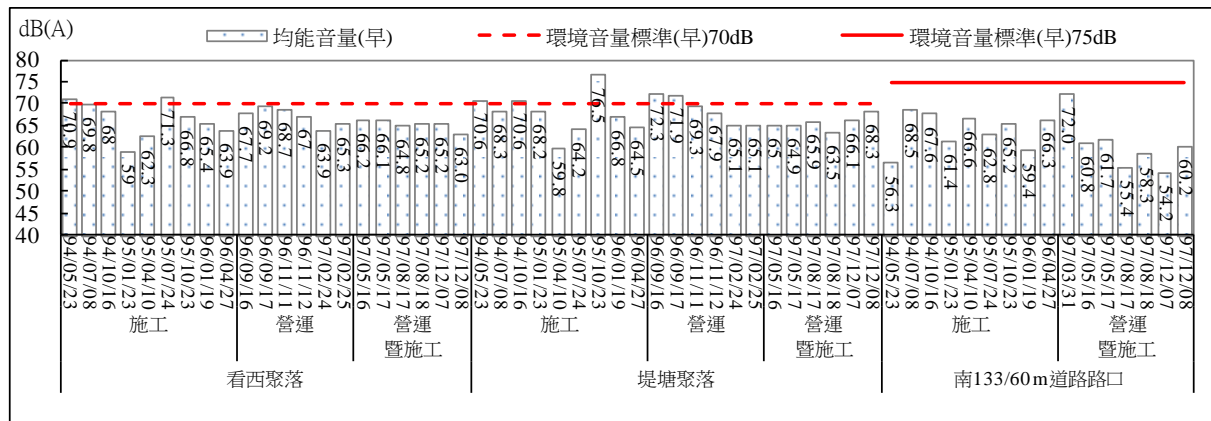 dB(A)
均能音量(早) 環境音量標準(早)70dB 環境音量標準(早)75dB
80
75
70
65
60
55
50
45
40
70.9 69.8 68 59 62.3 71.3 66.8 65.4 63.9 67.7 69.2 68.7 67 63.9 65.3 66.2 66.1 64.8 65.2 65.2 63.0 70.6 68.3 70.6 68.2 59.8 64.2 76.5 66.8 64.5 72.3 71.9 69.3 67.9 65.1 65.1 65 64.9 65.9 63.5 66.1 68.3 56.3 68.5 67.6 61.4 66.6 62.8 65.2 59.4 66.3 72.0 60.8 61.7 55.4 58.3 54.2 60.2
94/05/23 94/07/08 94/10/16 95/01/23 95/04/10 95/07/24 95/10/23 96/01/19 96/04/27 96/09/16 96/09/17 96/11/11 96/11/12 97/02/24 97/02/25 97/05/16 97/05/17 97/08/17 97/08/18 97/12/07 97/12/08 94/05/23 94/07/08 94/10/16 95/01/23 95/04/10 95/07/24 95/10/23 96/01/19 96/04/27 96/09/16 96/09/17 96/11/11 96/11/12 97/02/24 97/02/25 97/05/16 97/05/17 97/08/17 97/08/18 97/12/07 97/12/08 94/05/23 94/07/08 94/10/16 95/01/23 95/04/10 95/07/24 95/10/23 96/01/19 96/04/27 97/03/31 97/05/16 97/05/17 97/08/17 97/08/18 97/12/07 97/12/08
施工 營運 營運 施工 營運 營運 施工 營運
暨施工 暨施工 暨施工
看西聚落 堤塘聚落 南133/60m道路路口